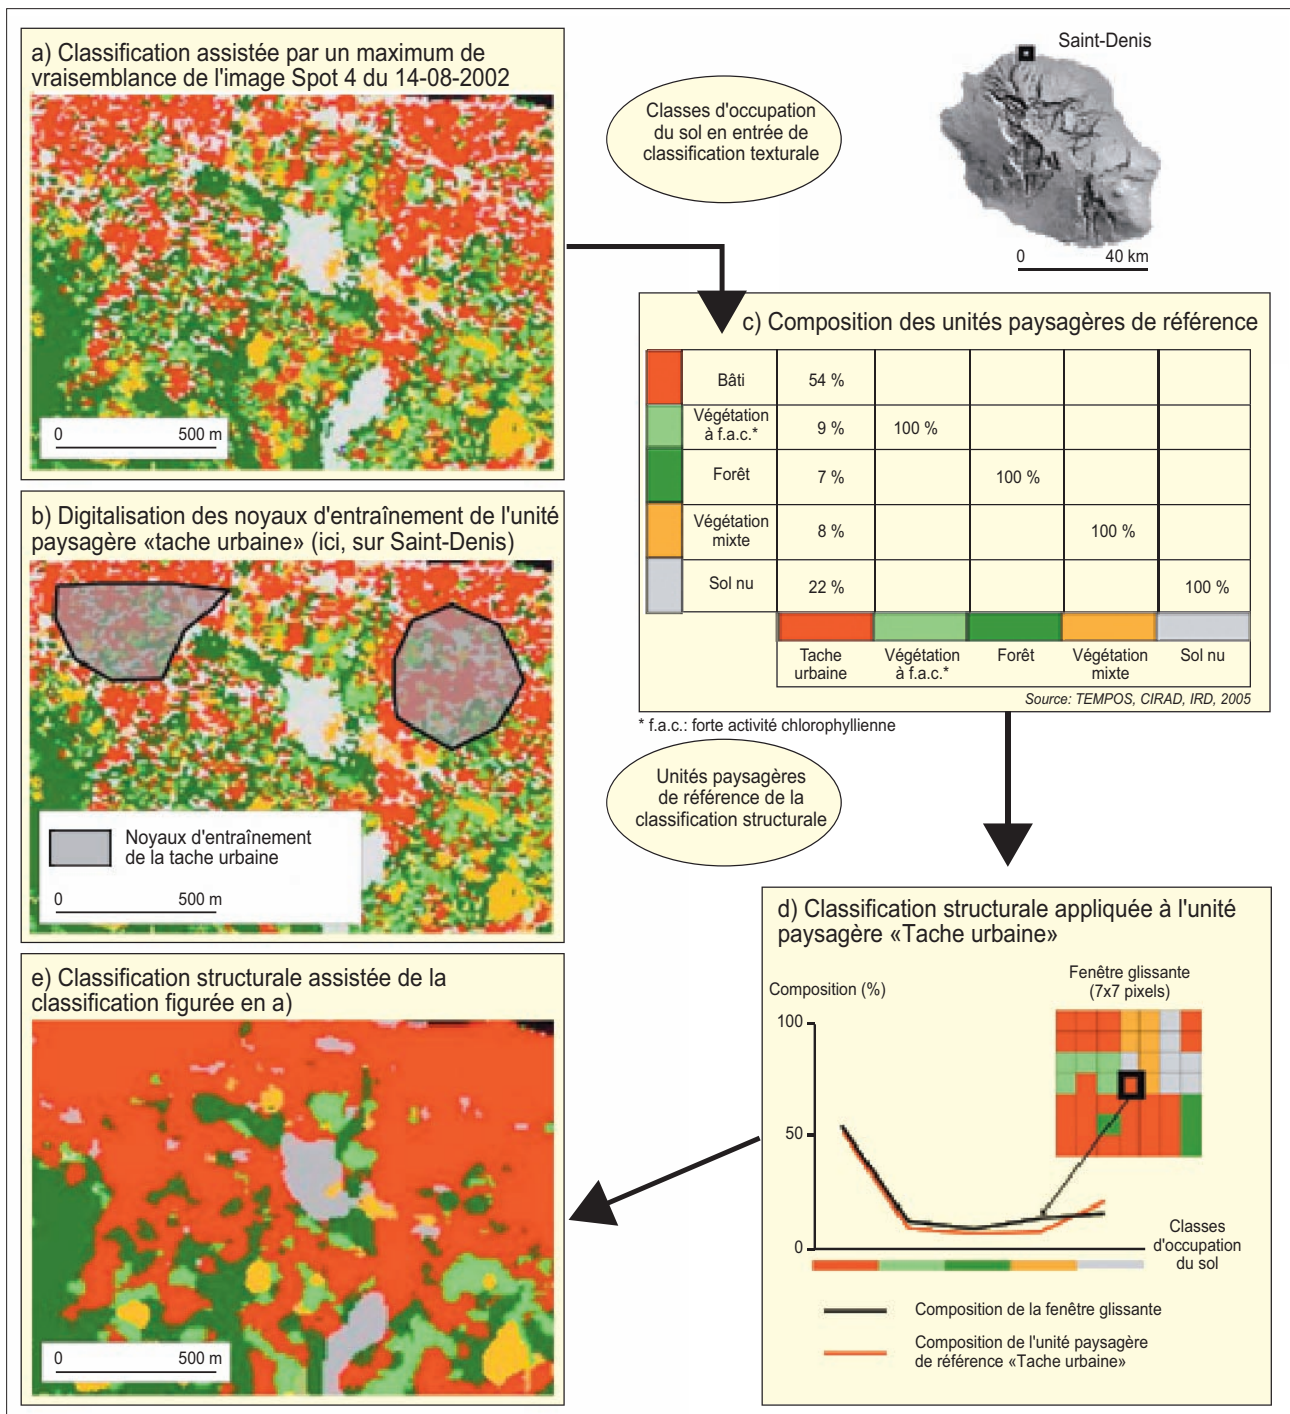 a) Classification assistée par un maximum de
vraisemblance de l'image Spot 4 du 14-08-2002
0 500 m
Classes d'occupation
du sol en entrée de
classification texturale
Saint-Denis
0 40 km
c) Composition des unités paysagères de référence
Bâti 54 %
Végétation
à f.a.c.* 9 % 100 %
Forêt 7 % 100 %
Végétation
mixte 8 % 100 %
Sol nu 22 % 100 %
Tache Végétation Forêt Végétation Sol nu
urbaine à f.a.c.* mixte
Source: TEMPOS, CIRAD, IRD, 2005
* f.a.c.: forte activité chlorophyllienne
b) Digitalisation des noyaux d'entraînement de l'unité
paysagère «tache urbaine» (ici, sur Saint-Denis)
Noyaux d'entraînement
de la tache urbaine
0 500 m
Unités paysagères
de référence de la
classification structurale
d) Classification structurale appliquée à l'unité
paysagère «Tache urbaine»
Fenêtre glissante
(7x7 pixels)
Composition (%)
100
50
0
Classes
d'occupation
du sol
Composition de la fenêtre glissante
Composition de l'unité paysagère
de référence «Tache urbaine»
e) Classification structurale assistée de la
classification figurée en a)
0 500 m